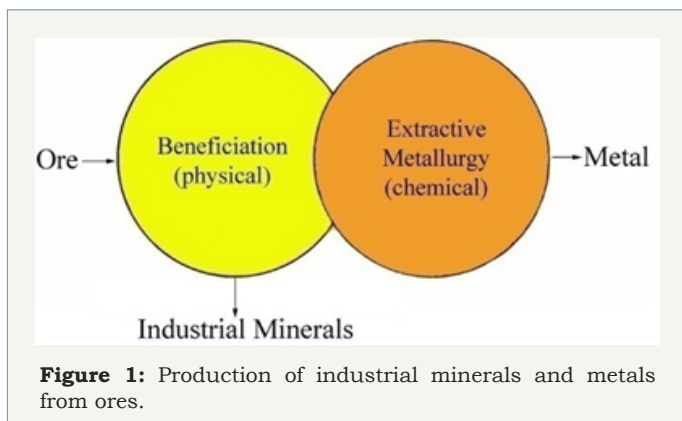 Beneficiation
(physical)
Extractive
Metallurgy
(chemical)
Ore
Metal
Industrial Minerals
Figure 1: Production of industrial minerals and metals
from ores.